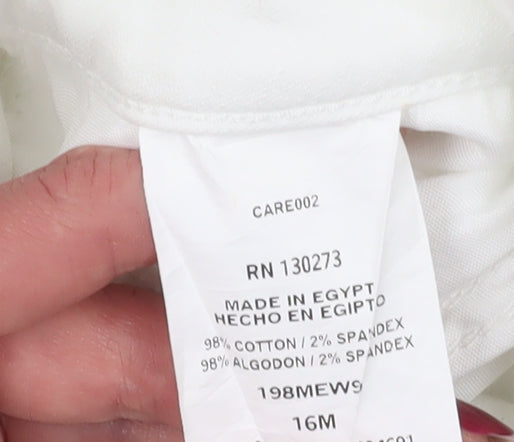 CARE002
RN 130273
MADE IN EGYPT
HECHO EN EGIPTO
98% COTTON / 2% SPANDEX
98% ALGODON / 2% SPANDEX
198MEW9
16M